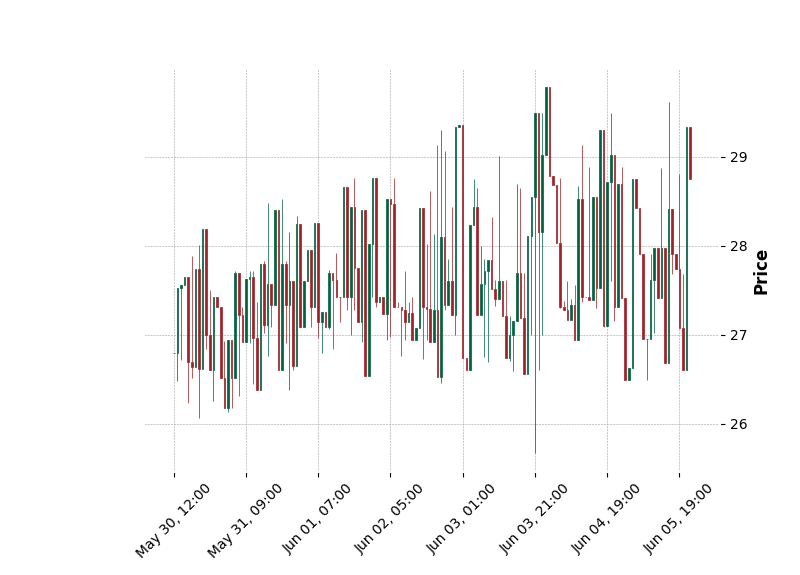 29
28
27
26
Price
May 30, 12:00
May 31, 09:00
Jun 01, 07:00
Jun 02, 05:00
Jun 03, 01:00
Jun 03, 21:00
Jun 04, 19:00
Jun 05, 19:00